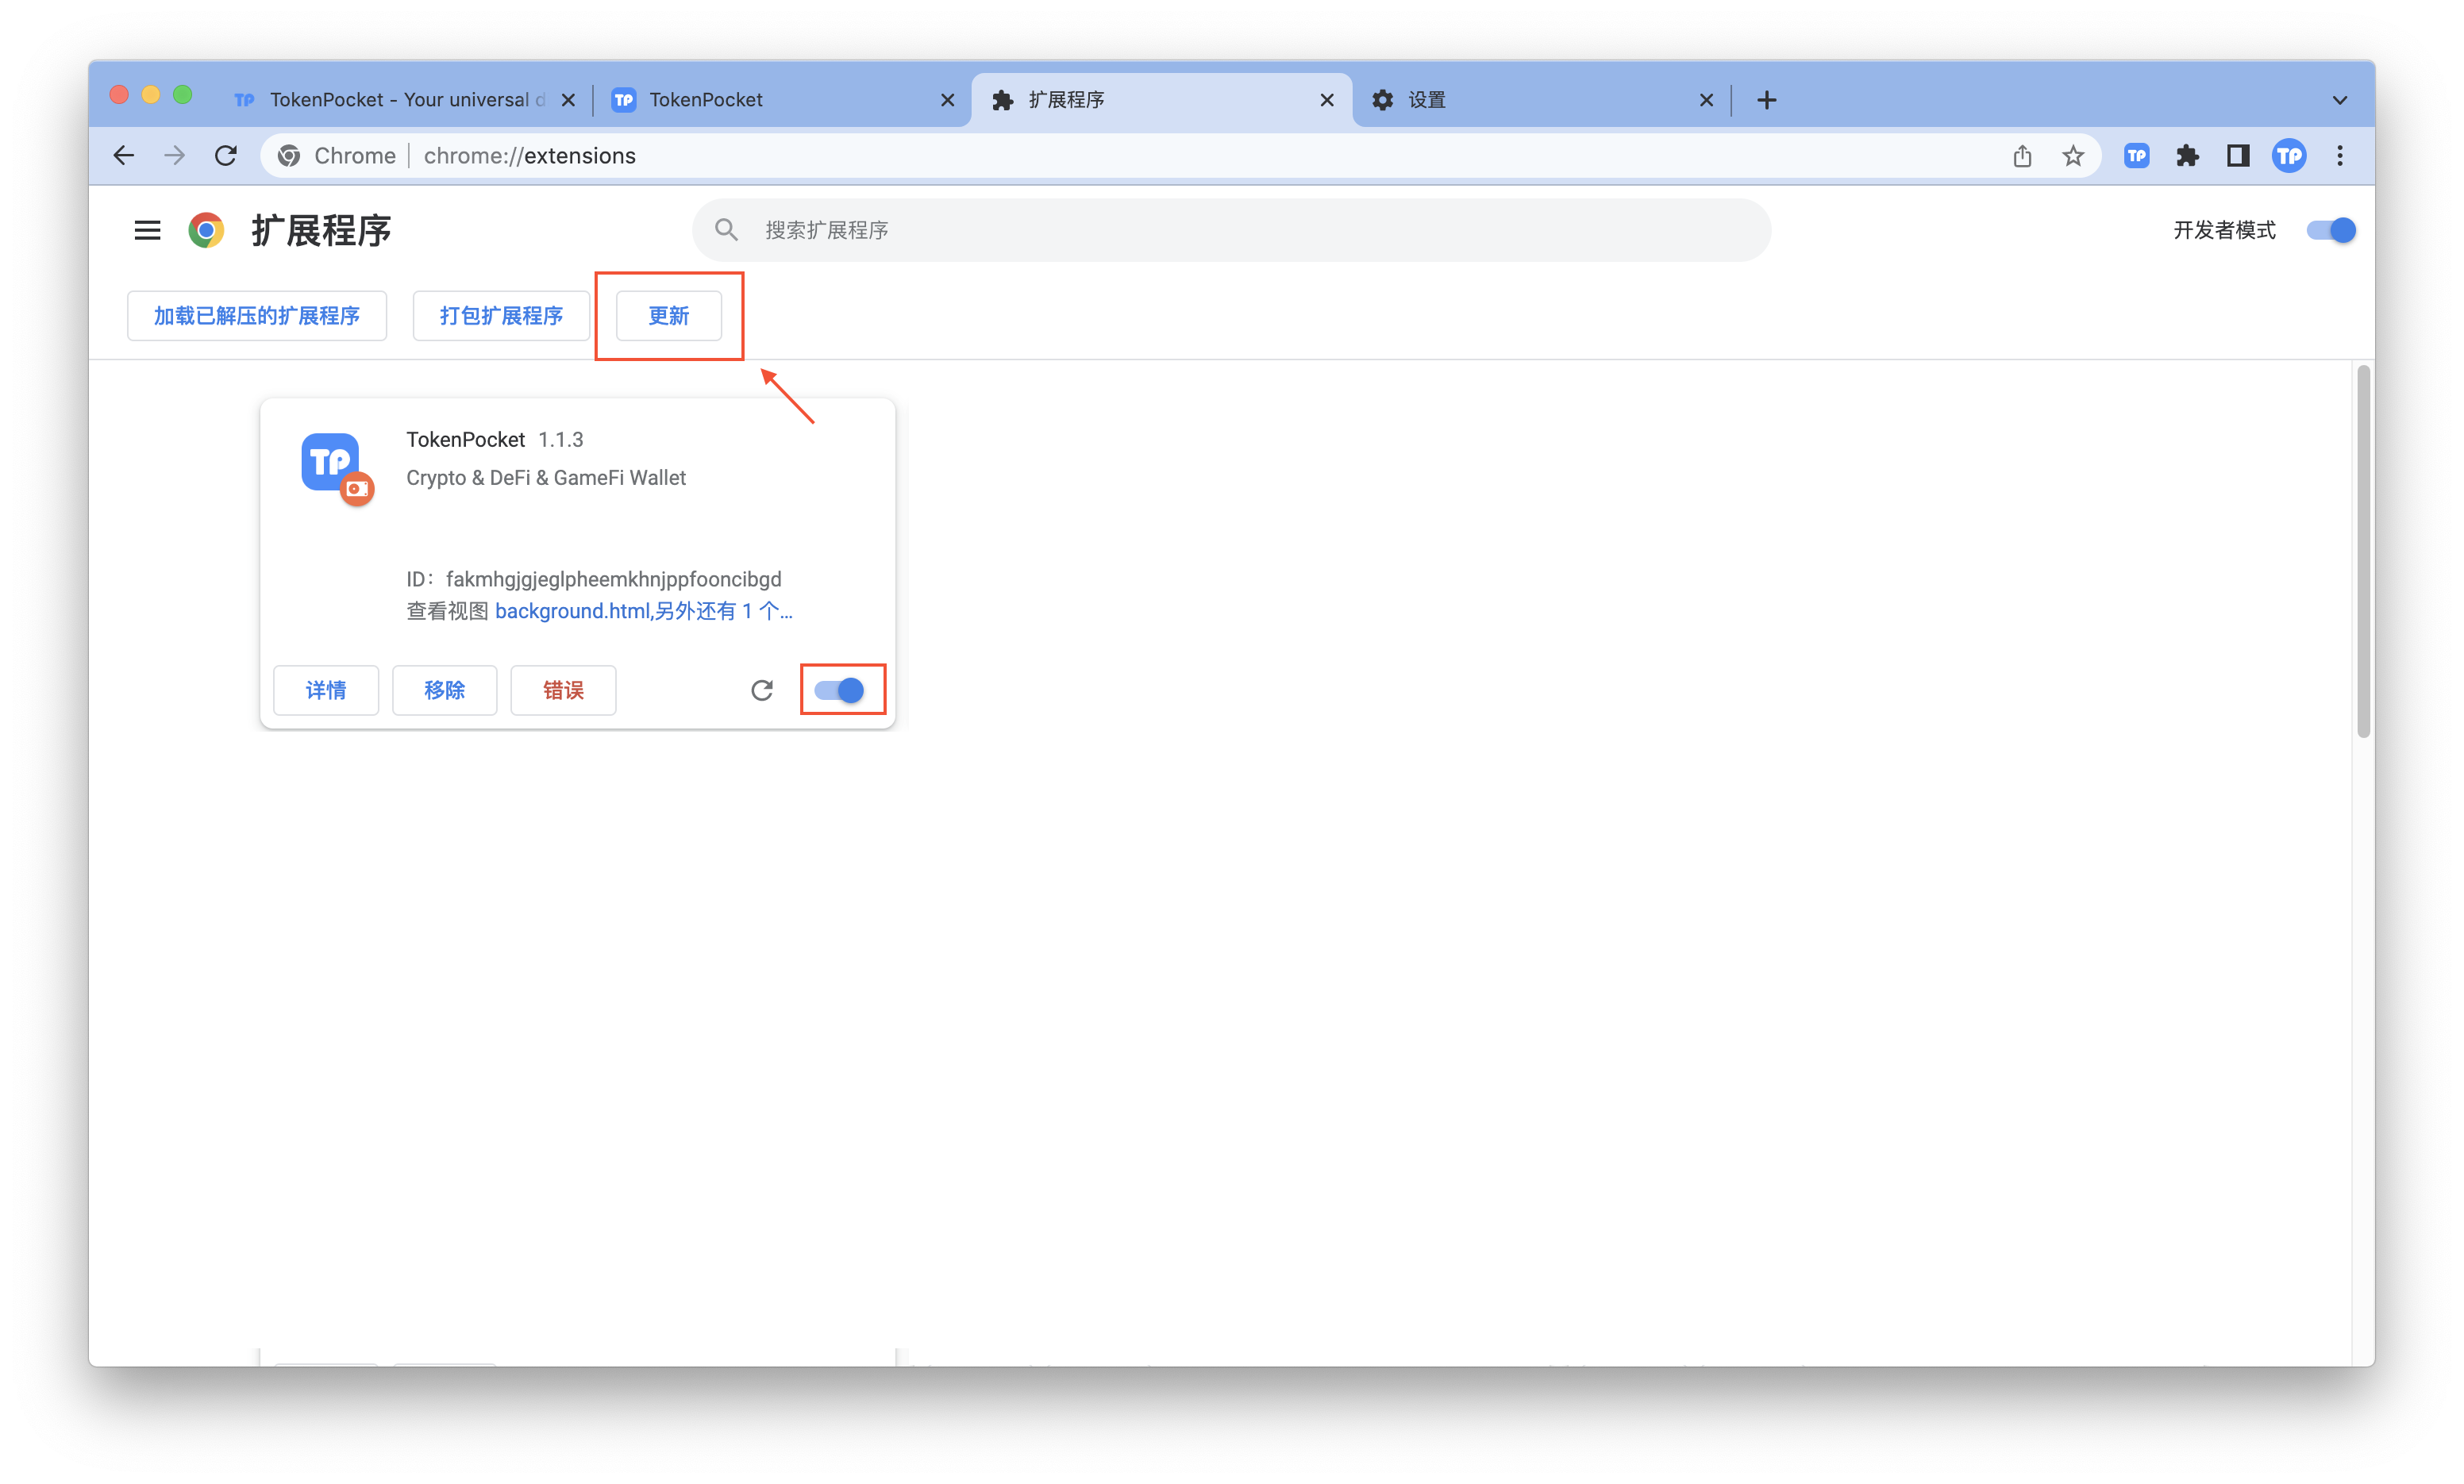 TokenPocket - Your universal d
TokenPocket
扩展程序
设置
Chrome
chrome://extensions
TP
扩展程序
搜索扩展程序
开发者模式
加载已解压的扩展程序
打包扩展程序
更新
TP
TokenPocket 1.1.3
Crypto & DeFi & GameFi Wallet
ID：fakmhgjgjeglpheemkhnjppfooncibgd
查看视图 background.html,另外还有 1 个...
详情
移除
错误